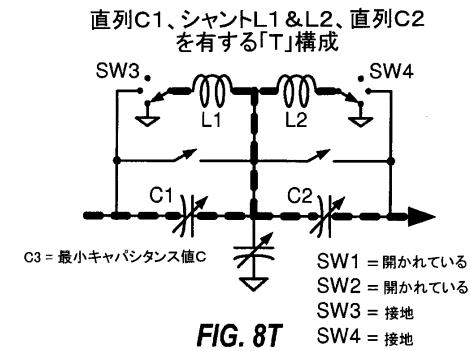 直列C1、シャントL1&L2、直列C2
を有する「T」構成
SW3
SW4
L1
L2
C1
C2
C3 = 最小キャパシタンス値C
SW1 = 開かれている
SW2 = 開かれている
SW3 = 接地
SW4 = 接地
FIG. 8T